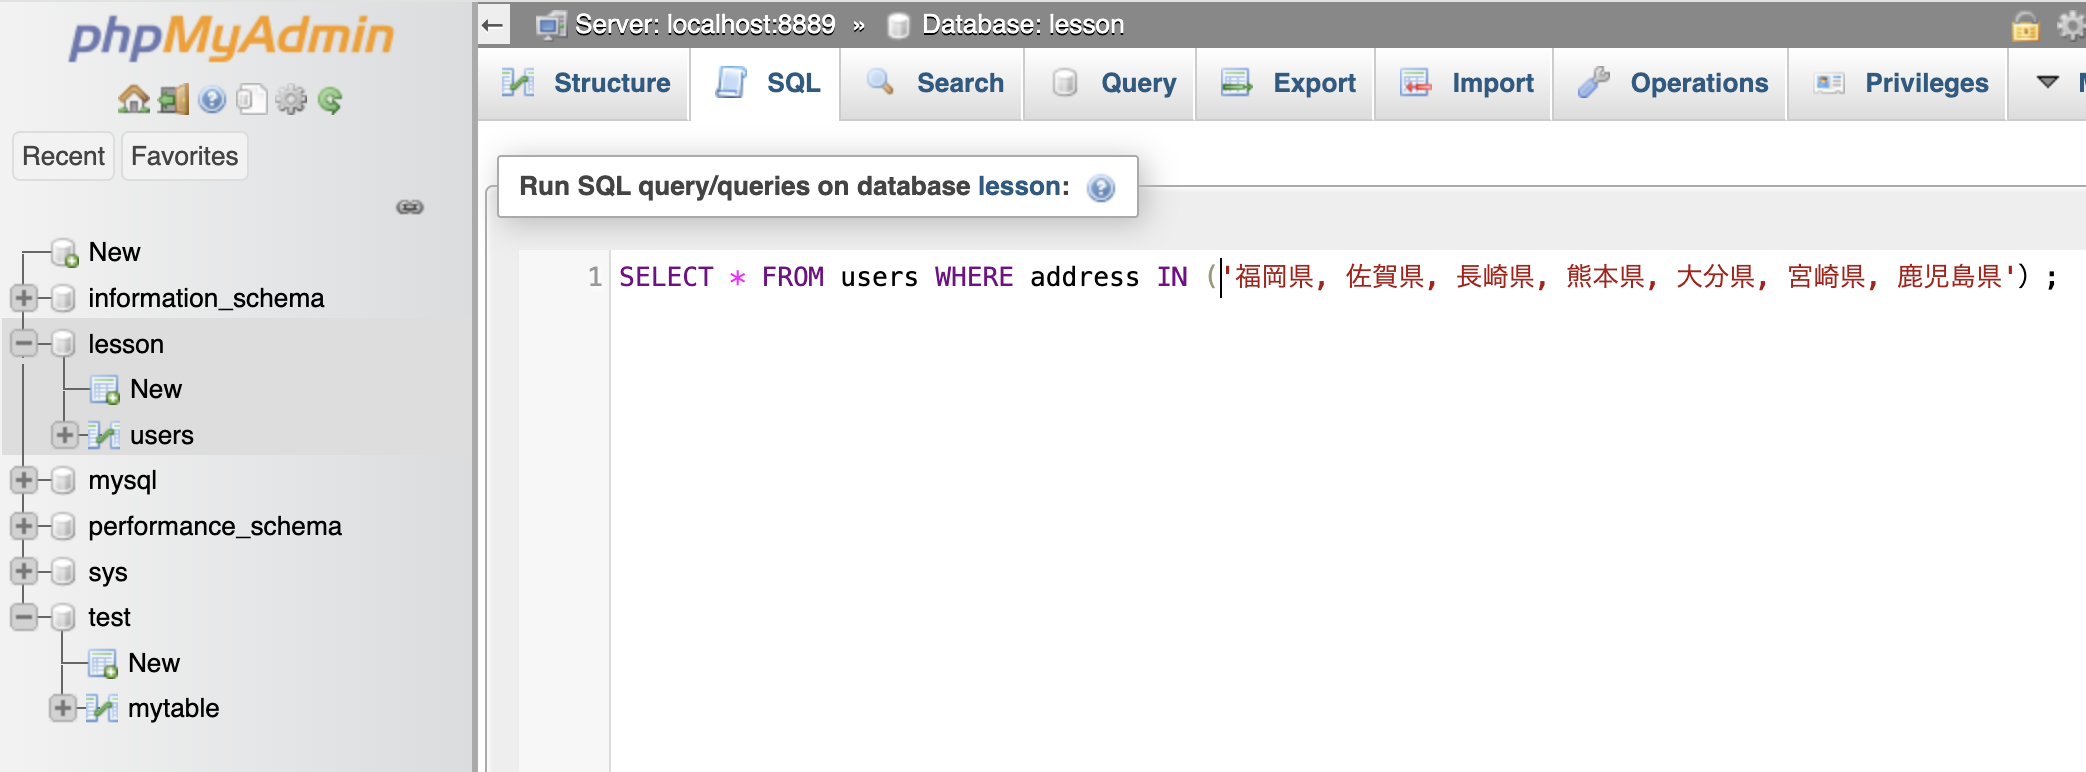 phpMyAdmin
Recent Favorites
New
information_schema
lesson
New
users
mysql
performance_schema
sys
test
New
mytable
Server: localhost:8889 » Database: lesson
Structure SQL Search Query Export Import Operations Privileges
Run SQL query/queries on database lesson:
1 SELECT * FROM users WHERE address IN ('福岡県, 佐賀県, 長崎県, 熊本県, 大分県, 宮崎県, 鹿児島県') ;